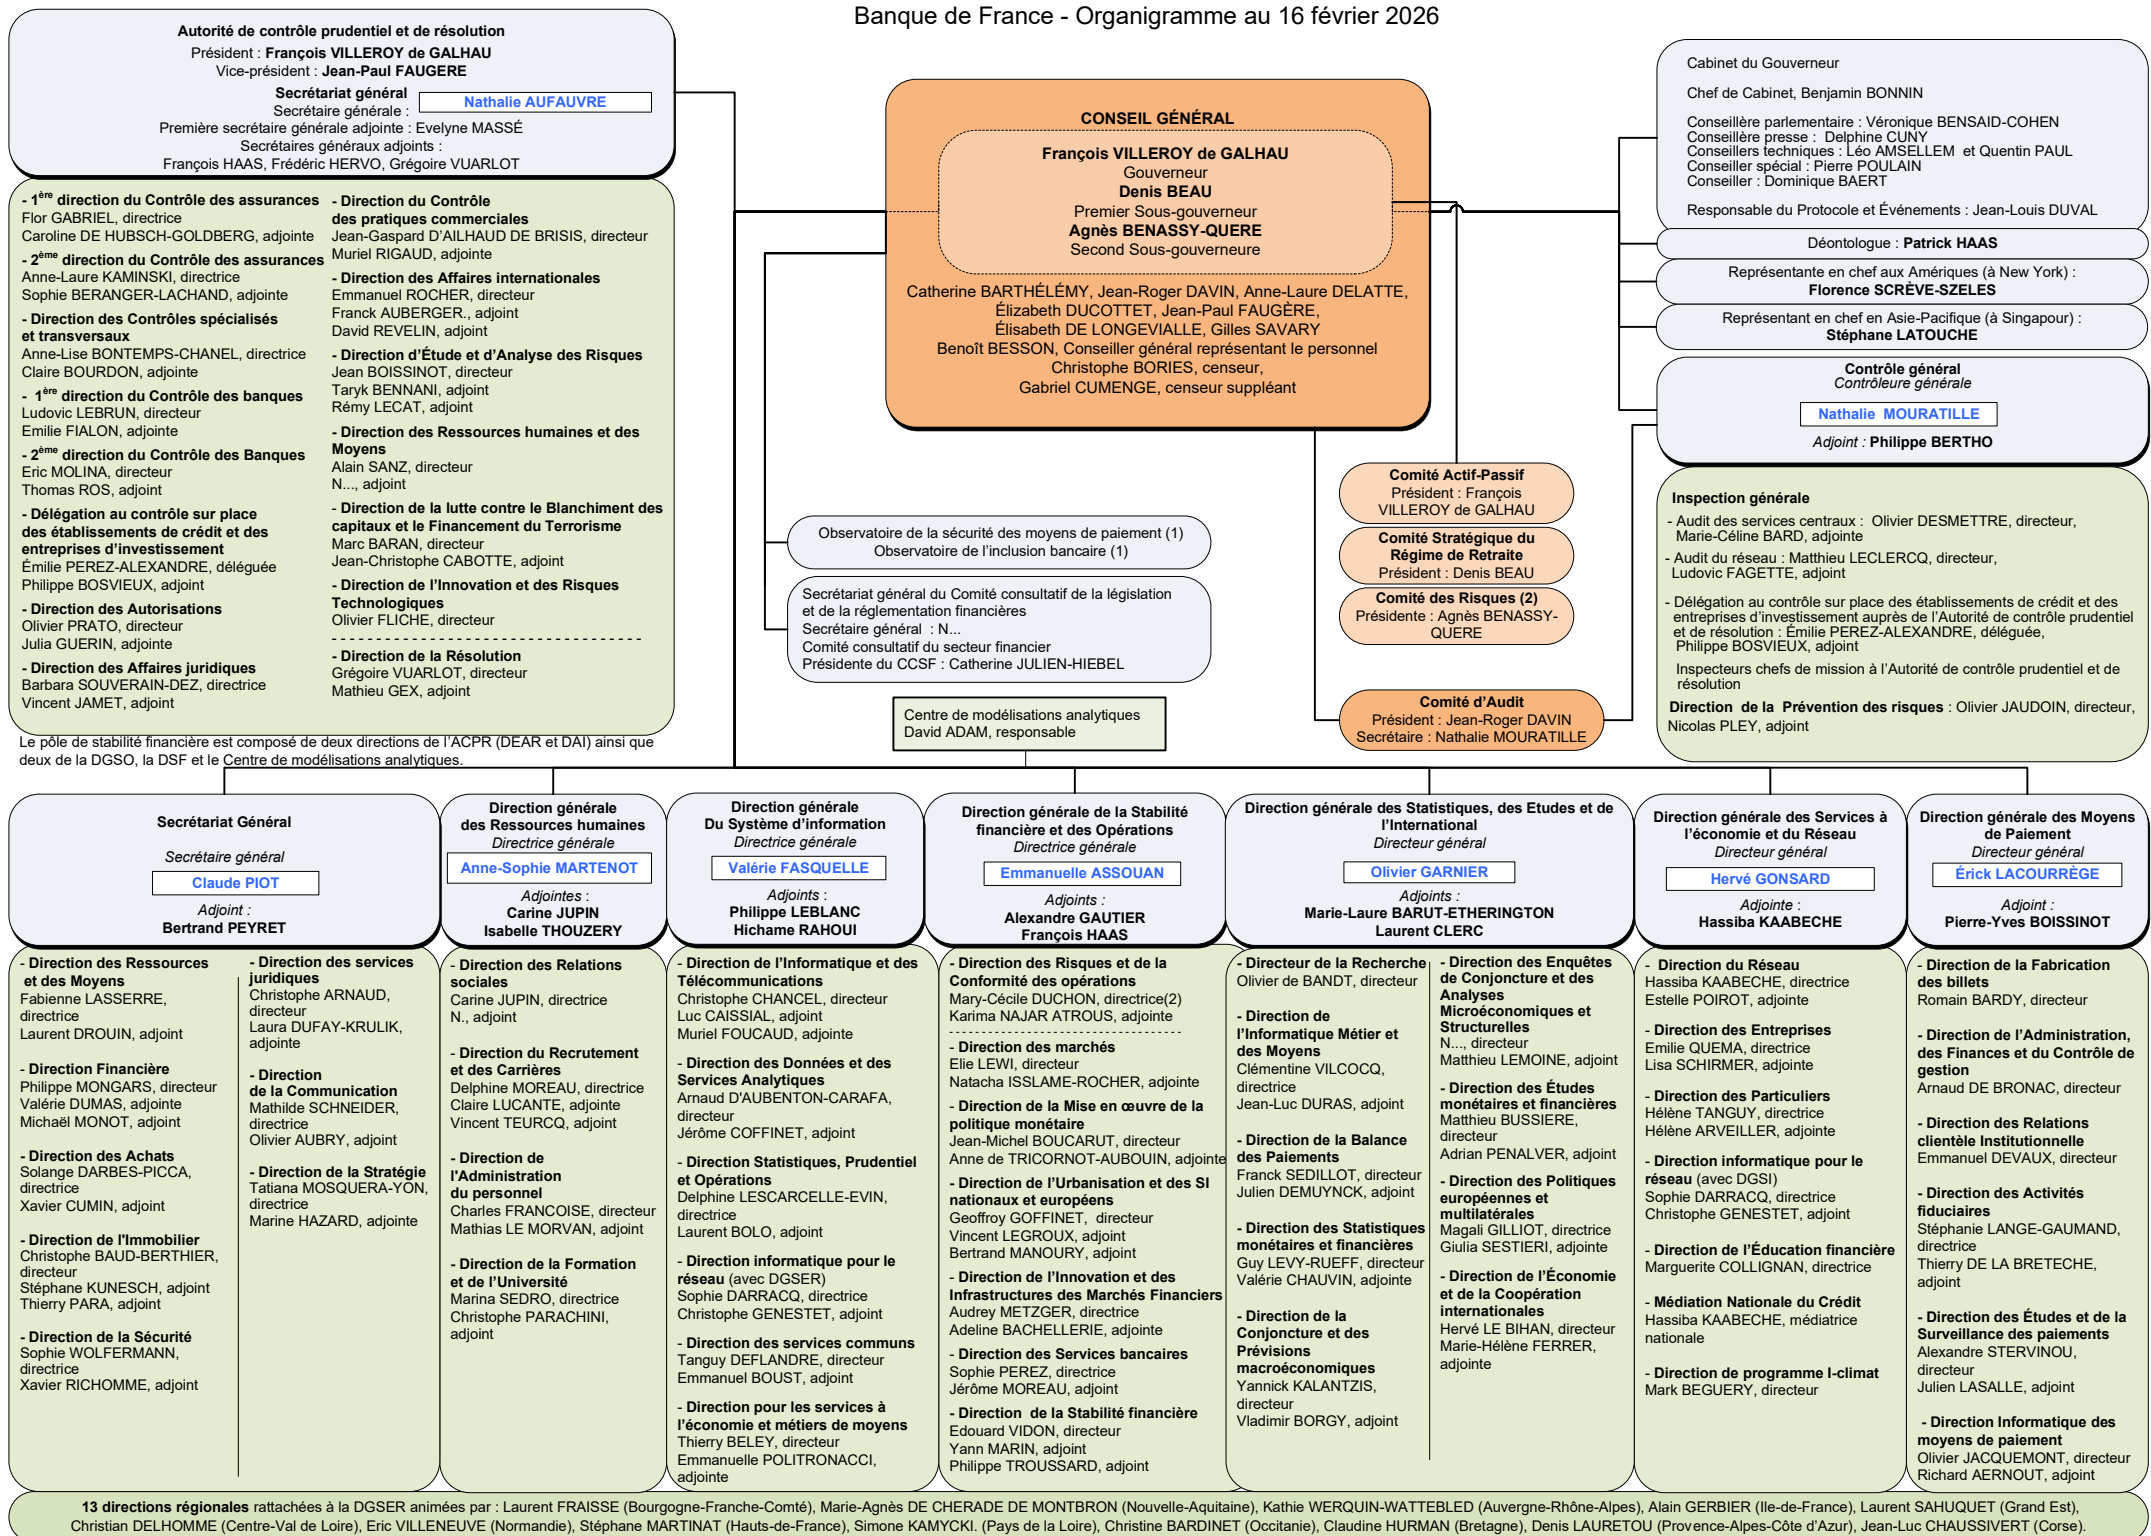 Banque de France - Organigramme au 16 février 2026
Autorité de contrôle prudentiel et de résolution
Président : François VILLEROY de GALHAU
Vice-président : Jean-Paul FAUGERE
Secrétariat général
Secrétaire générale :
Nathalie AUFAUVRE
Première secrétaire générale adjointe : Evelyne MASSÉ
Secrétaires généraux adjoints :
François HAAS, Frédéric HERVO, Grégoire VUARLOT
- 1ère direction du Contrôle des assurances
Flor GABRIEL, directrice
Caroline DE HUBSCH-GOLDBERG, adjointe
- 2ème direction du Contrôle des assurances
Anne-Laure KAMINSKI, directrice
Sophie BERANGER-LACHAND, adjointe
- Direction des Contrôles spécialisés
et transversaux
Anne-Lise BONTEMPS-CHANEL, directrice
Claire BOURDON, adjointe
- 1ère direction du Contrôle des banques
Ludovic LEBRUN, directeur
Emilie FIALON, adjointe
- 2ème direction du Contrôle des Banques
Eric MOLINA, directeur
Thomas ROS, adjoint
- Délégation au contrôle sur place
des établissements de crédit et des
entreprises d’investissement
Émilie PEREZ-ALEXANDRE, déléguée
Philippe BOSVIEUX, adjoint
- Direction des Autorisations
Olivier PRATO, directeur
Julia GUERIN, adjointe
- Direction des Affaires juridiques
Barbara SOUVERAIN-DEZ, directrice
Vincent JAMET, adjoint
- Direction du Contrôle
des pratiques commerciales
Jean-Gaspard D’AILHAUD DE BRISIS, directeur
Muriel RIGAUD, adjointe
- Direction des Affaires internationales
Emmanuel ROCHER, directeur
Franck AUBERGER., adjoint
David REVELIN, adjoint
- Direction d’Étude et d’Analyse des Risques
Jean BOISSINOT, directeur
Taryk BENNANI, adjoint
Rémy LECAT, adjoint
- Direction des Ressources humaines et des
Moyens
Alain SANZ, directeur
N..., adjoint
- Direction de la lutte contre le Blanchiment des
capitaux et le Financement du Terrorisme
Marc BARAN, directeur
Jean-Christophe CABOTTE, adjoint
- Direction de l’Innovation et des Risques
Technologiques
Olivier FLICHE, directeur
- Direction de la Résolution
Grégoire VUARLOT, directeur
Mathieu GEX, adjoint
Le pôle de stabilité financière est composé de deux directions de l’ACPR (DEAR et DAI) ainsi que
deux de la DGSO, la DSF et le Centre de modélisations analytiques.
CONSEIL GÉNÉRAL
François VILLEROY de GALHAU
Gouverneur
Denis BEAU
Premier Sous-gouverneur
Agnès BENASSY-QUERE
Second Sous-gouverneure
Catherine BARTHÉLÉMY, Jean-Roger DAVIN, Anne-Laure DELATTE,
Élizabeth DUCOTTET, Jean-Paul FAUGÈRE,
Élisabeth DE LONGEVIALLE, Gilles SAVARY
Benoît BESSON, Conseiller général représentant le personnel
Christophe BORIES, censeur,
Gabriel CUMENGE, censeur suppléant
Observatoire de la sécurité des moyens de paiement (1)
Observatoire de l’inclusion bancaire (1)
Secrétariat général du Comité consultatif de la législation
et de la réglementation financières
Secrétaire général : N...
Comité consultatif du secteur financier
Présidente du CCSF : Catherine JULIEN-HIEBEL
Centre de modélisations analytiques
David ADAM, responsable
Comité Actif-Passif
Président : François
VILLEROY de GALHAU
Comité Stratégique du
Régime de Retraite
Président : Denis BEAU
Comité des Risques (2)
Présidente : Agnès BENASSY-
QUERE
Comité d’Audit
Président : Jean-Roger DAVIN
Secrétaire : Nathalie MOURATILLE
Cabinet du Gouverneur
Chef de Cabinet, Benjamin BONNIN
Conseillère parlementaire : Véronique BENSAID-COHEN
Conseillère presse : Delphine CUNY
Conseillers techniques : Léo AMSELLEM et Quentin PAUL
Conseiller spécial : Pierre POULAIN
Conseiller : Dominique BAERT
Responsable du Protocole et Événements : Jean-Louis DUVAL
Déontologue : Patrick HAAS
Représentante en chef aux Amériques (à New York) :
Florence SCRÈVE-SZELES
Représentant en chef en Asie-Pacifique (à Singapour) :
Stéphane LATOUCHE
Contrôle général
Contrôleure générale
Nathalie MOURATILLE
Adjoint : Philippe BERTHO
Inspection générale
- Audit des services centraux : Olivier DESMETTRE, directeur,
Marie-Céline BARD, adjointe
- Audit du réseau : Matthieu LECLERCQ, directeur,
Ludovic FAGETTE, adjoint
- Délégation au contrôle sur place des établissements de crédit et des
entreprises d’investissement auprès de l’Autorité de contrôle prudentiel
et de résolution : Émilie PEREZ-ALEXANDRE, déléguée,
Philippe BOSVIEUX, adjoint
Inspecteurs chefs de mission à l’Autorité de contrôle prudentiel et de
résolution
Direction de la Prévention des risques : Olivier JAUDOIN, directeur,
Nicolas PLEY, adjoint
Secrétariat Général
Secrétaire général
Claude PIOT
Adjoint :
Bertrand PEYRET
- Direction des Ressources
et des Moyens
Fabienne LASSERRE,
directrice
Laurent DROUIN, adjoint
- Direction Financière
Philippe MONGARS, directeur
Valérie DUMAS, adjointe
Michaël MONOT, adjoint
- Direction des Achats
Solange DARBES-PICCA,
directrice
Xavier CUMIN, adjoint
- Direction de l'Immobilier
Christophe BAUD-BERTHIER,
directeur
Stéphane KUNESCH, adjoint
Thierry PARA, adjoint
- Direction de la Sécurité
Sophie WOLFERMANN,
directrice
Xavier RICHOMME, adjoint
- Direction des services
juridiques
Christophe ARNAUD,
directeur
Laura DUFAY-KRULIK,
adjointe
- Direction
de la Communication
Mathilde SCHNEIDER,
directrice
Olivier AUBRY, adjoint
- Direction de la Stratégie
Tatiana MOSQUERA-YON,
directrice
Marine HAZARD, adjointe
Direction générale
des Ressources humaines
Directrice générale
Anne-Sophie MARTENOT
Adjointes :
Carine JUPIN
Isabelle THOUZERY
- Direction des Relations
sociales
Carine JUPIN, directrice
N., adjoint
- Direction du Recrutement
et des Carrières
Delphine MOREAU, directrice
Claire LUCANTE, adjointe
Vincent TEURCQ, adjoint
- Direction de
l'Administration
du personnel
Charles FRANCOISE, directeur
Mathias LE MORVAN, adjoint
- Direction de la Formation
et de l’Université
Marina SEDRO, directrice
Christophe PARACHINI,
adjoint
Direction générale
Du Système d’information
Directrice générale
Valérie FASQUELLE
Adjoints :
Philippe LEBLANC
Hichame RAHOUI
- Direction de l’Informatique et des
Télécommunications
Christophe CHANCEL, directeur
Luc CAISSIAL, adjoint
Muriel FOUCAUD, adjointe
- Direction des Données et des
Services Analytiques
Arnaud D'AUBENTON-CARAFA,
directeur
Jérôme COFFINET, adjoint
- Direction Statistiques, Prudentiel
et Opérations
Delphine LESCARCELLE-EVIN,
directrice
Laurent BOLO, adjoint
- Direction informatique pour le
réseau (avec DGSER)
Sophie DARRACQ, directrice
Christophe GENESTET, adjoint
- Direction des services communs
Tanguy DEFLANDRE, directeur
Emmanuel BOUST, adjoint
- Direction pour les services à
l’économie et métiers de moyens
Thierry BELEY, directeur
Emmanuelle POLITRONACCI,
adjointe
Direction générale de la Stabilité
financière et des Opérations
Directrice générale
Emmanuelle ASSOUAN
Adjoints :
Alexandre GAUTIER
François HAAS
- Direction des Risques et de la
Conformité des opérations
Mary-Cécile DUCHON, directrice(2)
Karima NAJAR ATROUS, adjointe
- Direction des marchés
Elie LEWI, directeur
Natacha ISSLAME-ROCHER, adjointe
- Direction de la Mise en œuvre de la
politique monétaire
Jean-Michel BOUCARUT, directeur
Anne de TRICORNOT-AUBOUIN, adjointe
- Direction de l’Urbanisation et des SI
nationaux et européens
Geoffroy GOFFINET, directeur
Vincent LEGROUX, adjoint
Bertrand MANOURY, adjoint
- Direction de l’Innovation et des
Infrastructures des Marchés Financiers
Audrey METZGER, directrice
Adeline BACHELLERIE, adjointe
- Direction des Services bancaires
Sophie PEREZ, directrice
Jérôme MOREAU, adjoint
- Direction de la Stabilité financière
Edouard VIDON, directeur
Yann MARIN, adjoint
Philippe TROUSSARD, adjoint
Direction générale des Statistiques, des Etudes et de
l’International
Directeur général
Olivier GARNIER
Adjoints :
Marie-Laure BARUT-ETHERINGTON
Laurent CLERC
- Directeur de la Recherche
Olivier de BANDT, directeur
- Direction de
l’Informatique Métier et
des Moyens
Clémentine VILCOCQ,
directrice
Jean-Luc DURAS, adjoint
- Direction de la Balance
des Paiements
Franck SEDILLOT, directeur
Julien DEMUYNCK, adjoint
- Direction des Statistiques
monétaires et financières
Guy LEVY-RUEFF, directeur
Valérie CHAUVIN, adjointe
- Direction de la
Conjoncture et des
Prévisions
macroéconomiques
Yannick KALANTZIS,
directeur
Vladimir BORGY, adjoint
- Direction des Enquêtes
de Conjoncture et des
Analyses
Microéconomiques et
Structurelles
N..., directeur
Matthieu LEMOINE, adjoint
- Direction des Études
monétaires et financières
Matthieu BUSSIERE,
directeur
Adrian PENALVER, adjoint
- Direction des Politiques
européennes et
multilatérales
Magali GILLIOT, directrice
Giulia SESTIERI, adjointe
- Direction de l’Économie
et de la Coopération
internationales
Hervé LE BIHAN, directeur
Marie-Hélène FERRER,
adjointe
Direction générale des Services à
l’économie et du Réseau
Directeur général
Hervé GONSARD
Adjointe :
Hassiba KAABECHE
- Direction du Réseau
Hassiba KAABECHE, directrice
Estelle POIROT, adjointe
- Direction des Entreprises
Emilie QUEMA, directrice
Lisa SCHIRMER, adjointe
- Direction des Particuliers
Hélène TANGUY, directrice
Hélène ARVEILLER, adjointe
- Direction informatique pour le
réseau (avec DGSI)
Sophie DARRACQ, directrice
Christophe GENESTET, adjoint
- Direction de l’Éducation financière
Marguerite COLLIGNAN, directrice
- Médiation Nationale du Crédit
Hassiba KAABECHE, médiatrice
nationale
- Direction de programme I-climat
Mark BEGUERY, directeur
Direction générale des Moyens
de Paiement
Directeur général
Érick LACOURRÈGE
Adjoint :
Pierre-Yves BOISSINOT
- Direction de la Fabrication
des billets
Romain BARDY, directeur
- Direction de l’Administration,
des Finances et du Contrôle de
gestion
Arnaud DE BRONAC, directeur
- Direction des Relations
clientèle Institutionnelle
Emmanuel DEVAUX, directeur
- Direction des Activités
fiduciaires
Stéphanie LANGE-GAUMAND,
directrice
Thierry DE LA BRETECHE,
adjoint
- Direction des Études et de la
Surveillance des paiements
Alexandre STERVINOU,
directeur
Julien LASALLE, adjoint
- Direction Informatique des
moyens de paiement
Olivier JACQUEMONT, directeur
Richard AERNOUT, adjoint
13 directions régionales rattachées à la DGSER animées par : Laurent FRAISSE (Bourgogne-Franche-Comté), Marie-Agnès DE CHERADE DE MONTBRON (Nouvelle-Aquitaine), Kathie WERQUIN-WATTEBLED (Auvergne-Rhône-Alpes), Alain GERBIER (Ile-de-France), Laurent SAHUQUET (Grand Est),
Christian DELHOMME (Centre-Val de Loire), Eric VILLENEUVE (Normandie), Stéphane MARTINAT (Hauts-de-France), Simone KAMYCKI. (Pays de la Loire), Christine BARDINET (Occitanie), Claudine HURMAN (Bretagne), Denis LAURETOU (Provence-Alpes-Côte d’Azur), Jean-Luc CHAUSSIVERT (Corse).